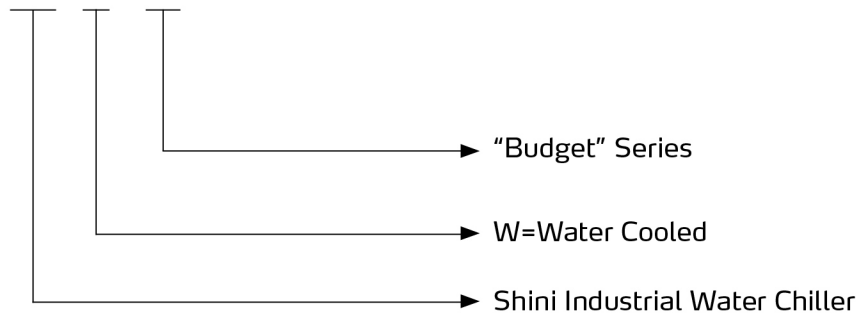 “Budget” Series
W=Water Cooled
Shini Industrial Water Chiller